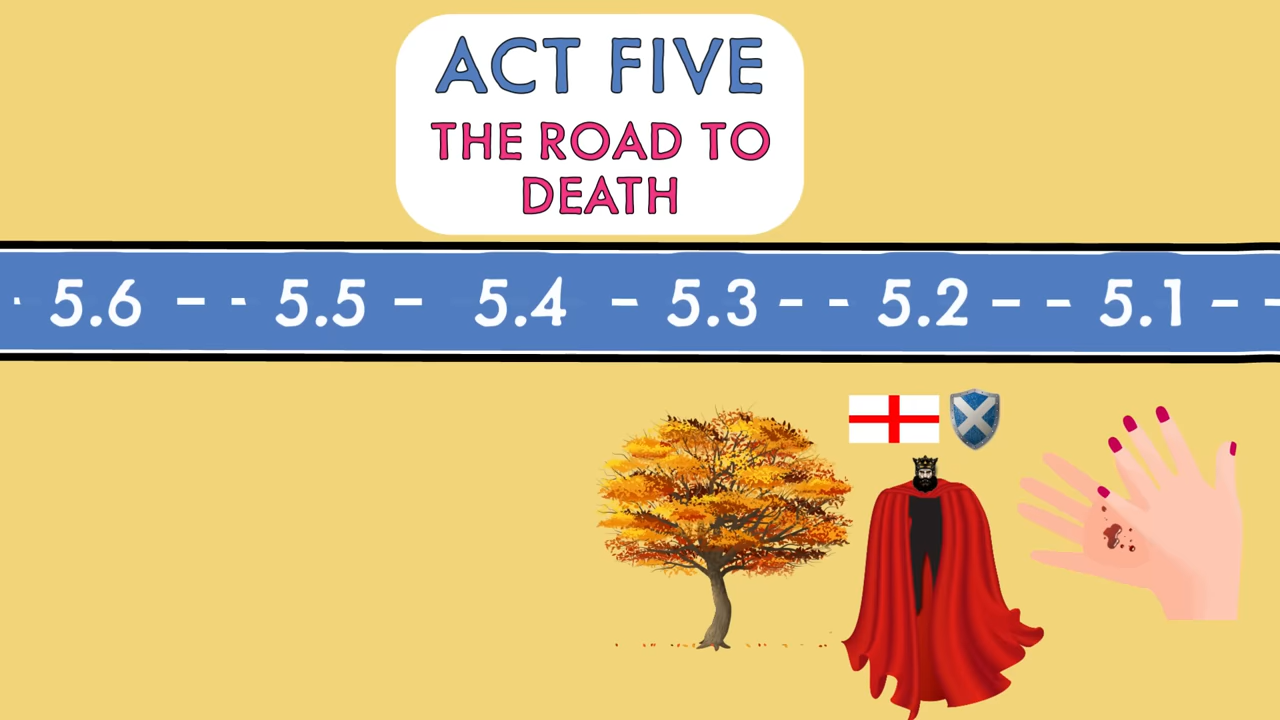 ACT FIVE
THE ROAD TO
DEATH
5.6 - - 5.5 - 5.4 - 5.3 - - 5.2 - - 5.1 - -